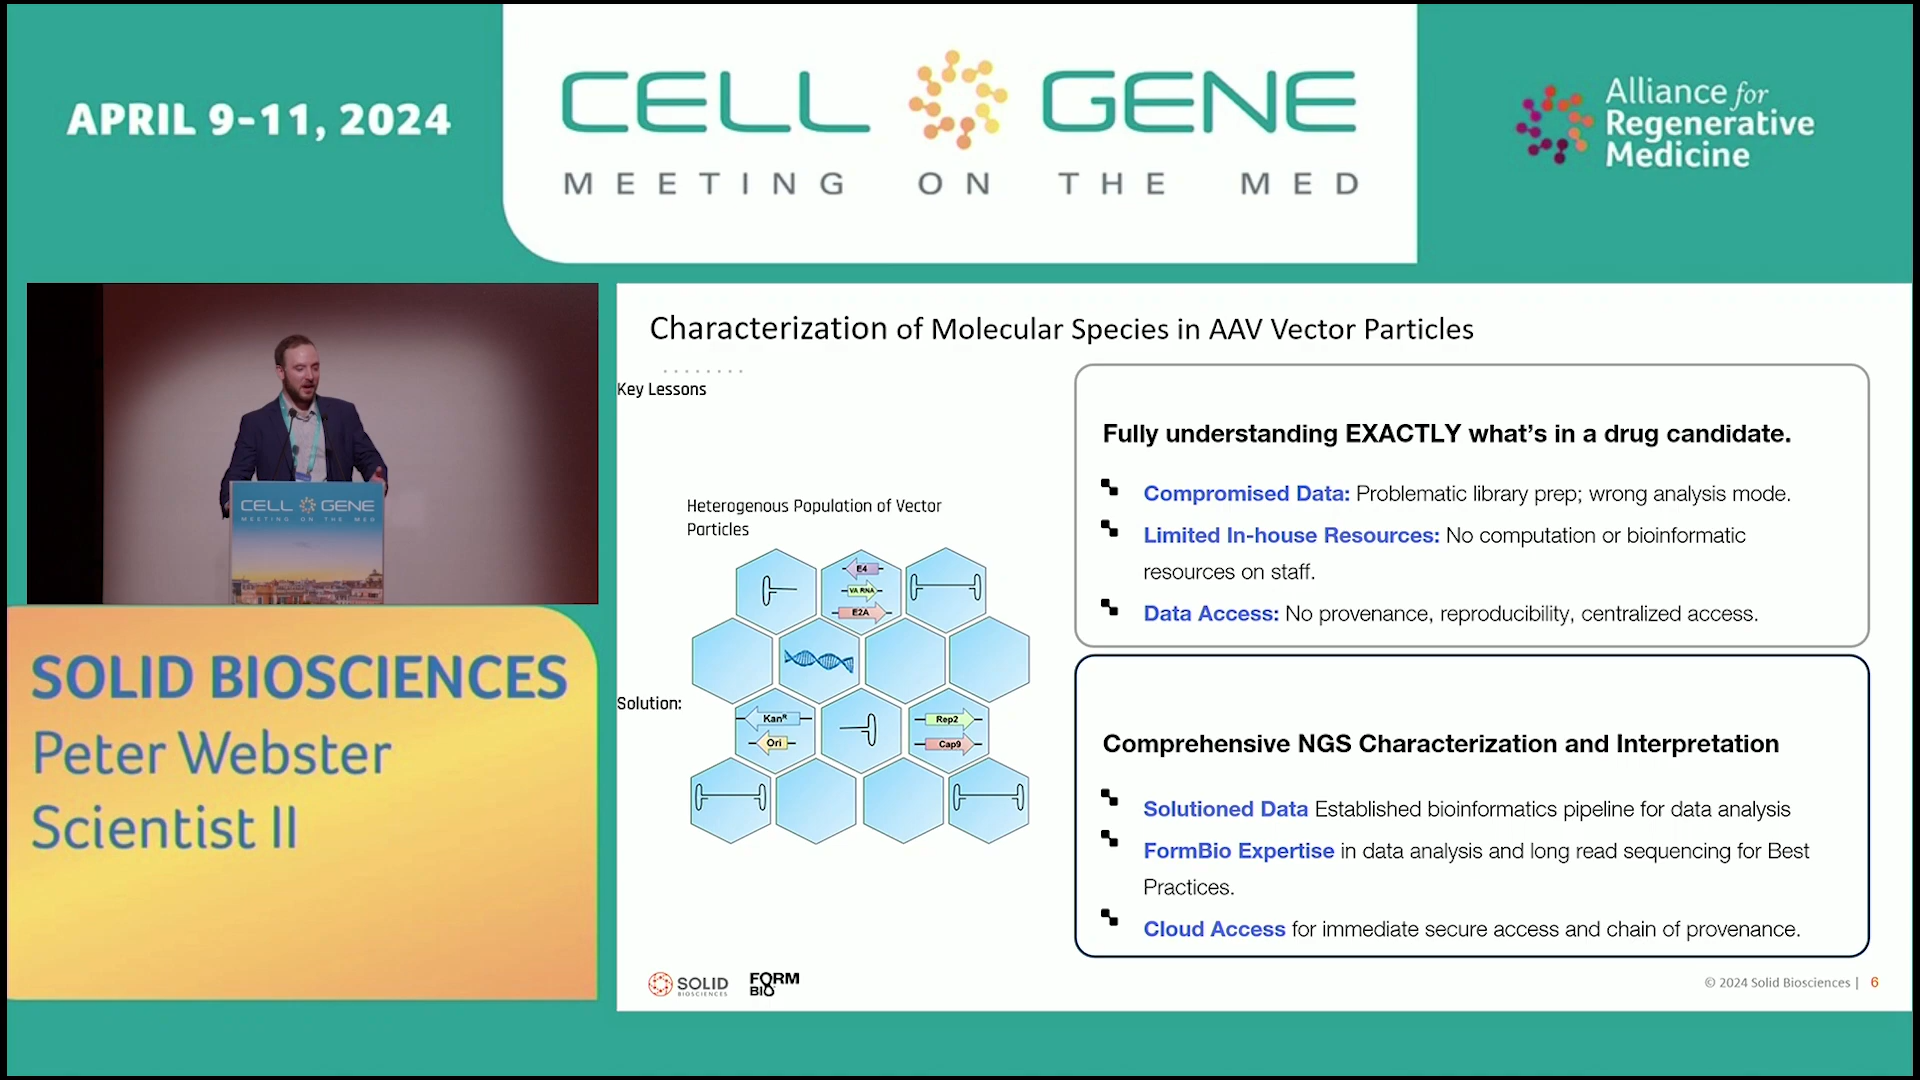 APRIL 9-11, 2024
CELL GENE
MEETING ON THE MED
Alliance for
Regenerative
Medicine
CELL GENE
MEETING ON THE MED
SOLID BIOSCIENCES
Peter Webster
Scientist II
Characterization of Molecular Species in AAV Vector Particles
Key Lessons
Heterogenous Population of Vector
Particles
E4
VA RNA
E2A
Solution:
Kanᴿ
Ori
Rep2
Cap9
Fully understanding EXACTLY what's in a drug candidate.
Compromised Data: Problematic library prep; wrong analysis mode.
Limited In-house Resources: No computation or bioinformatic
resources on staff.
Data Access: No provenance, reproducibility, centralized access.
Comprehensive NGS Characterization and Interpretation
Solutioned Data Established bioinformatics pipeline for data analysis
FormBio Expertise in data analysis and long read sequencing for Best
Practices.
Cloud Access for immediate secure access and chain of provenance.
SOLID
BIOSCIENCES
FORM
BIO
© 2024 Solid Biosciences | 6